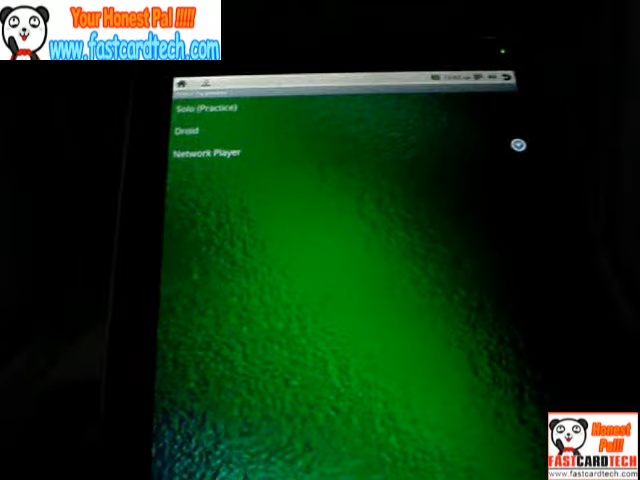 Your Honest Pal !!!!!
www.fastcardtech.com
Solo (Practice)
Droid
Network Player
Honest
Pal!!
FASTCARDTECH
www.fastcardtech.com